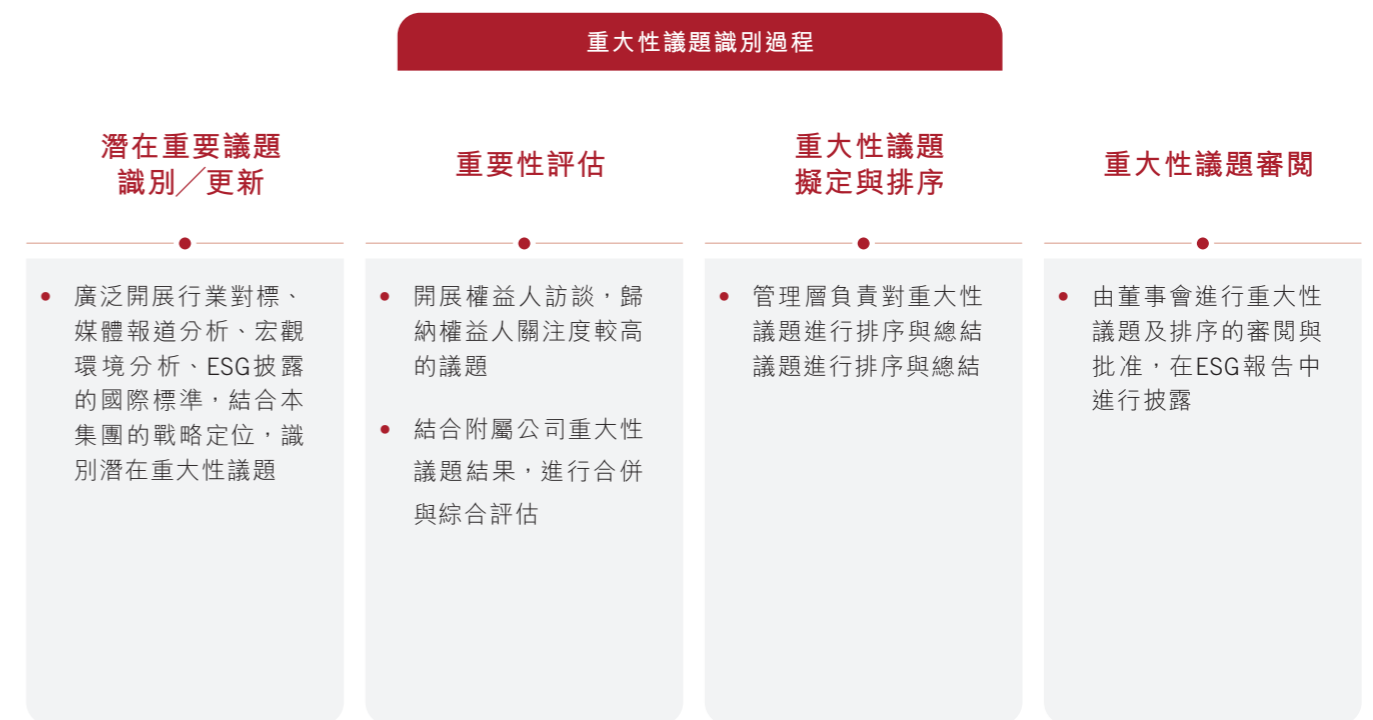 重大性議題識別過程
潛在重要議題
識別╱更新
• 廣泛開展行業對標、
媒體報道分析、宏觀
環境分析、ESG披露
的國際標準，結合本
集團的戰略定位，識
別潛在重大性議題
重要性評估
• 開展權益人訪談，歸
納權益人關注度較高
的議題
• 結合附屬公司重大性
議題結果，進行合併
與綜合評估
重大性議題
擬定與排序
• 管理層負責對重大性
議題進行排序與總結
議題進行排序與總結
重大性議題審閱
• 由董事會進行重大性
議題及排序的審閱與
批准，在ESG報告中
進行披露